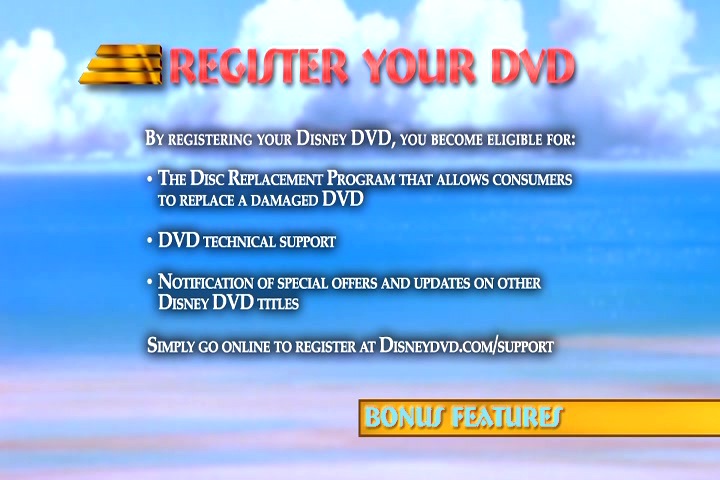 REGISTER YOUR DVD
By registering your Disney DVD, you become eligible for:
• The Disc Replacement Program that allows consumers
to replace a damaged DVD
• DVD technical support
• Notification of special offers and updates on other
Disney DVD titles
Simply go online to register at Disneydvd.com/support
BONUS FEATURES